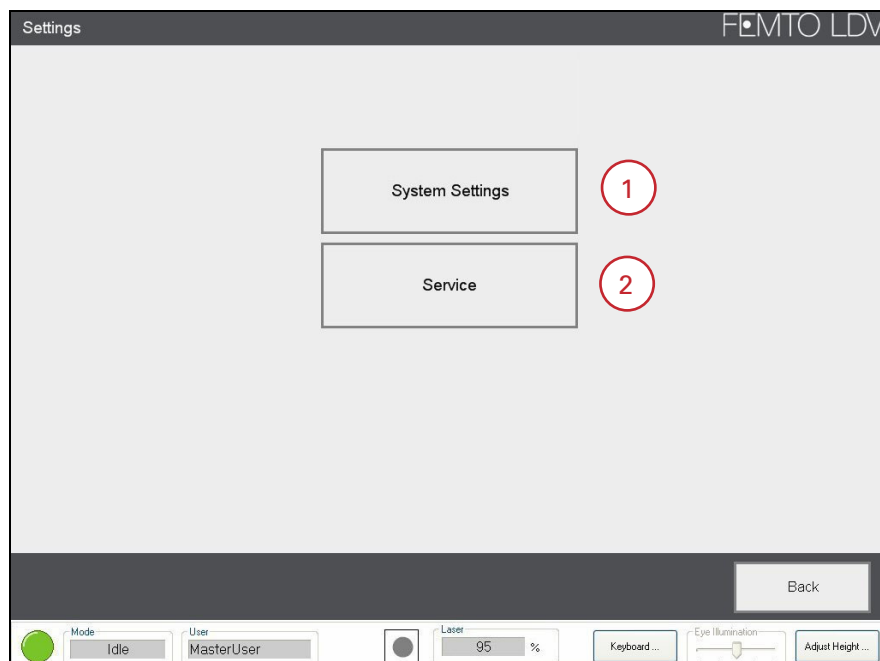 Settings
FEMTO LDV
System Settings
1
Service
2
Back
Mode
Idle
User
MasterUser
Laser
95 %
Keyboard ...
Eye Illumination
Adjust Height ...